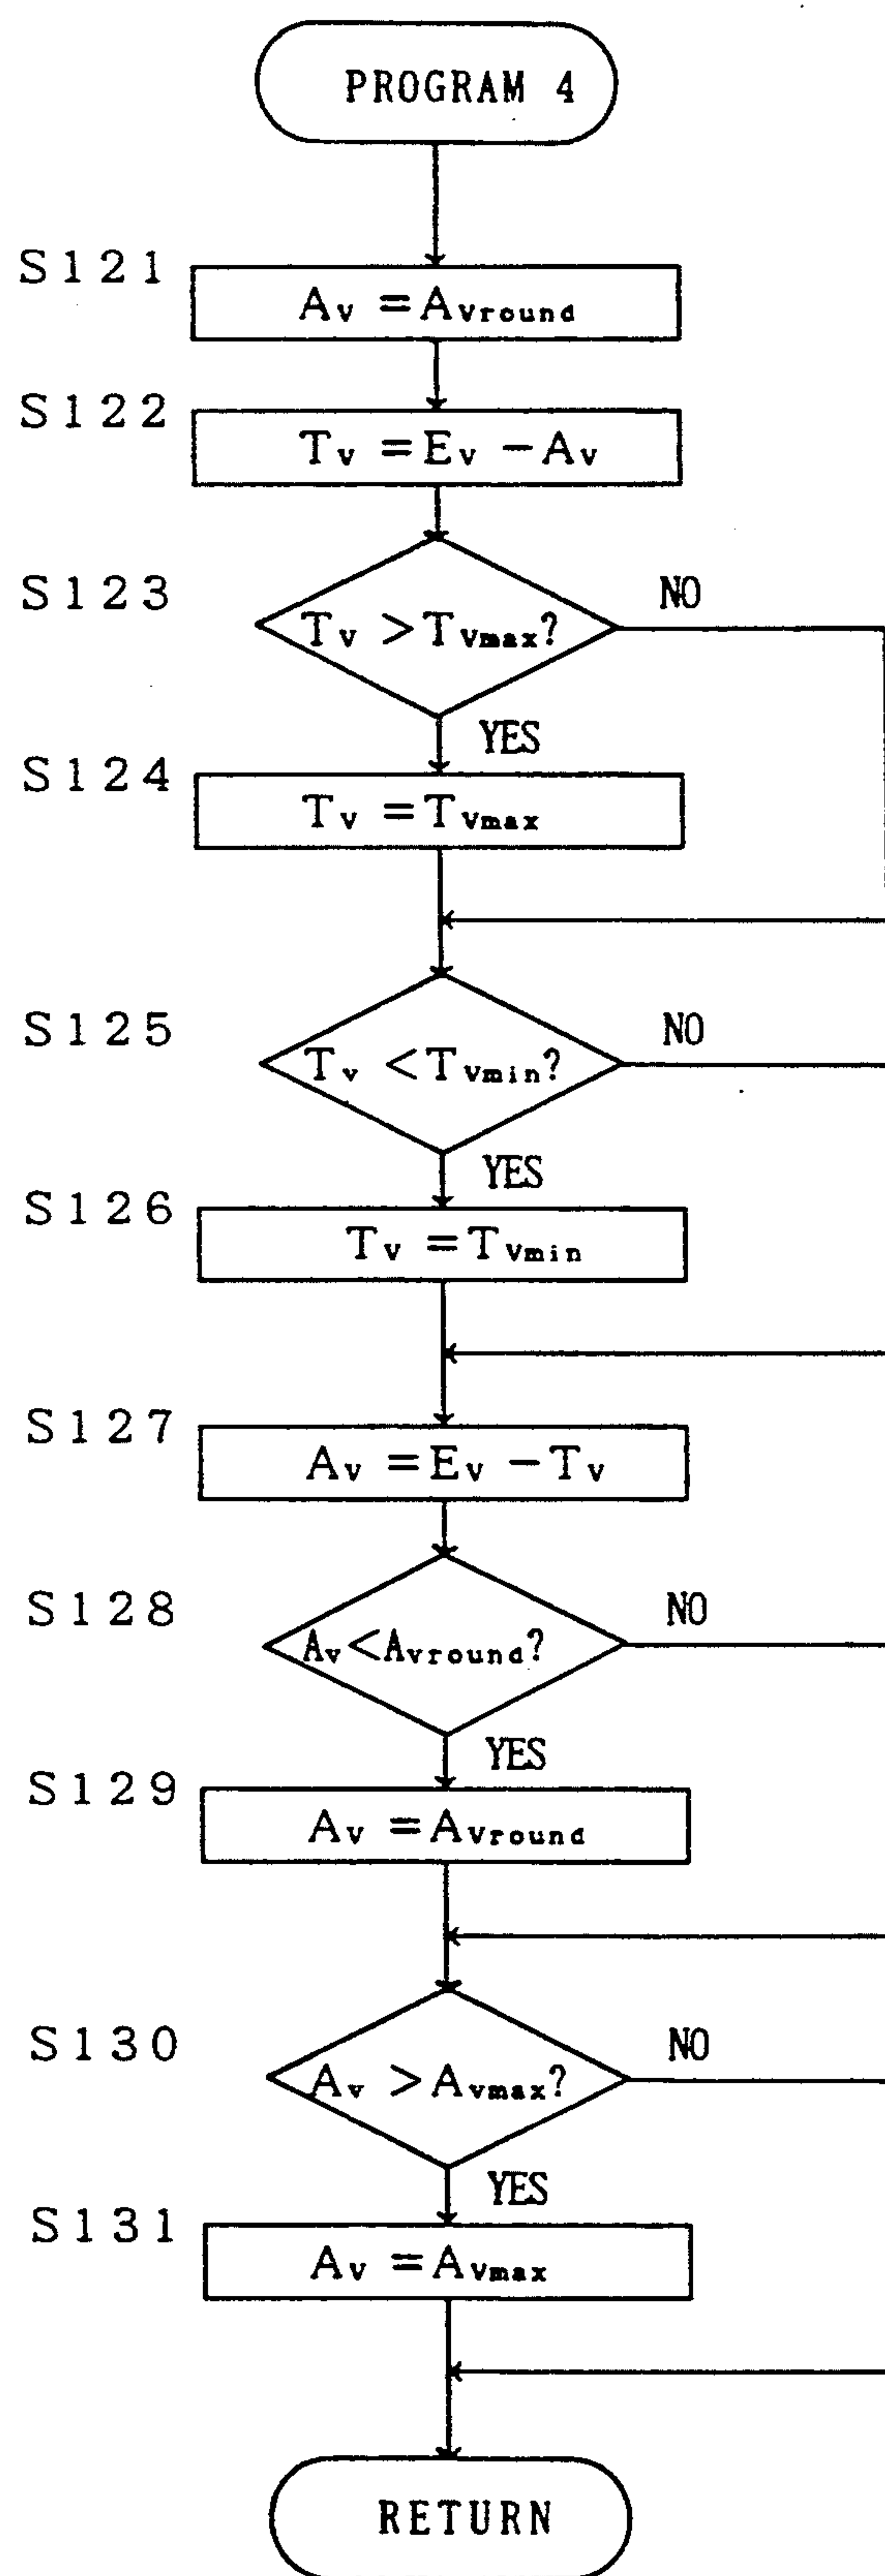 PROGRAM 4
S121
Av = Avround
S122
Tv = Ev - Av
S123
Tv > Tvmax?
NO
YES
S124
Tv = Tvmax
S125
Tv < Tvmin?
NO
YES
S126
Tv = Tvmin
S127
Av = Ev - Tv
S128
Av < Avround?
NO
YES
S129
Av = Avround
S130
Av > Avmax?
NO
YES
S131
Av = Avmax
RETURN